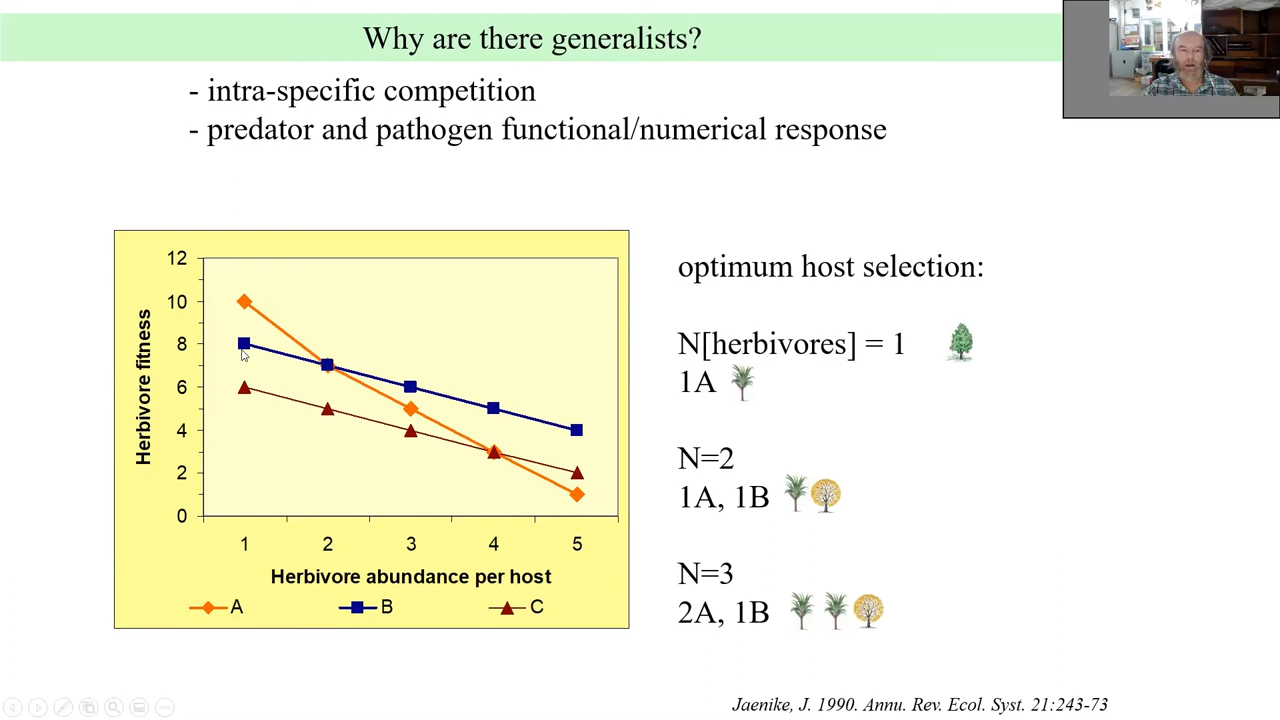 Why are there generalists?
- intra-specific competition
- predator and pathogen functional/numerical response
12
10
8
6
4
2
0
Herbivore fitness
1 2 3 4 5
Herbivore abundance per host
A B C
optimum host selection:
N[herbivores] = 1
1A
N=2
1A, 1B
N=3
2A, 1B
Jaenike, J. 1990. Annu. Rev. Ecol. Syst. 21:243-73